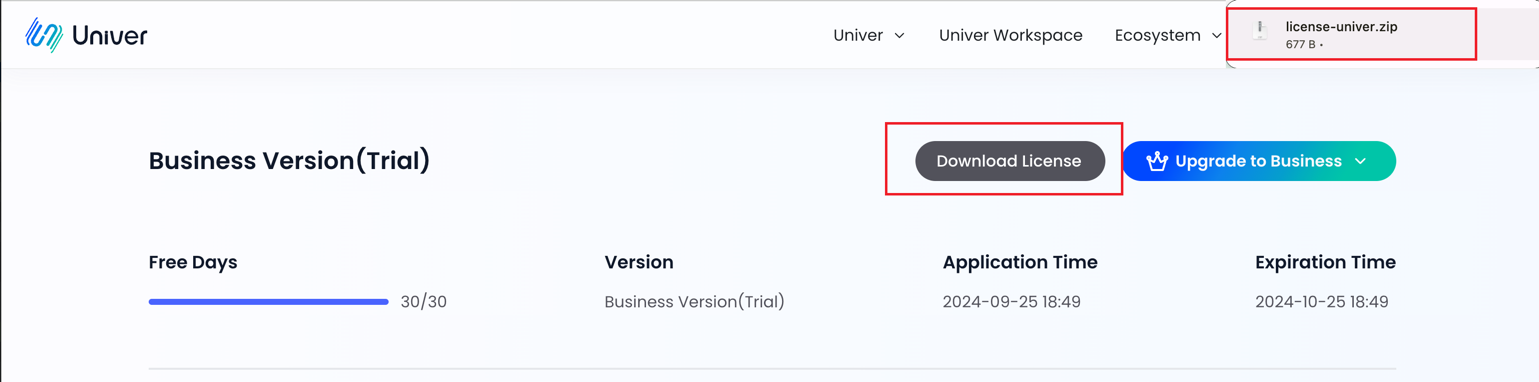 Univer
Univer
Univer Workspace
Ecosystem
license-univer.zip
677 B •
Business Version(Trial)
Download License
Upgrade to Business
Free Days
Version
Application Time
Expiration Time
30/30
Business Version(Trial)
2024-09-25 18:49
2024-10-25 18:49